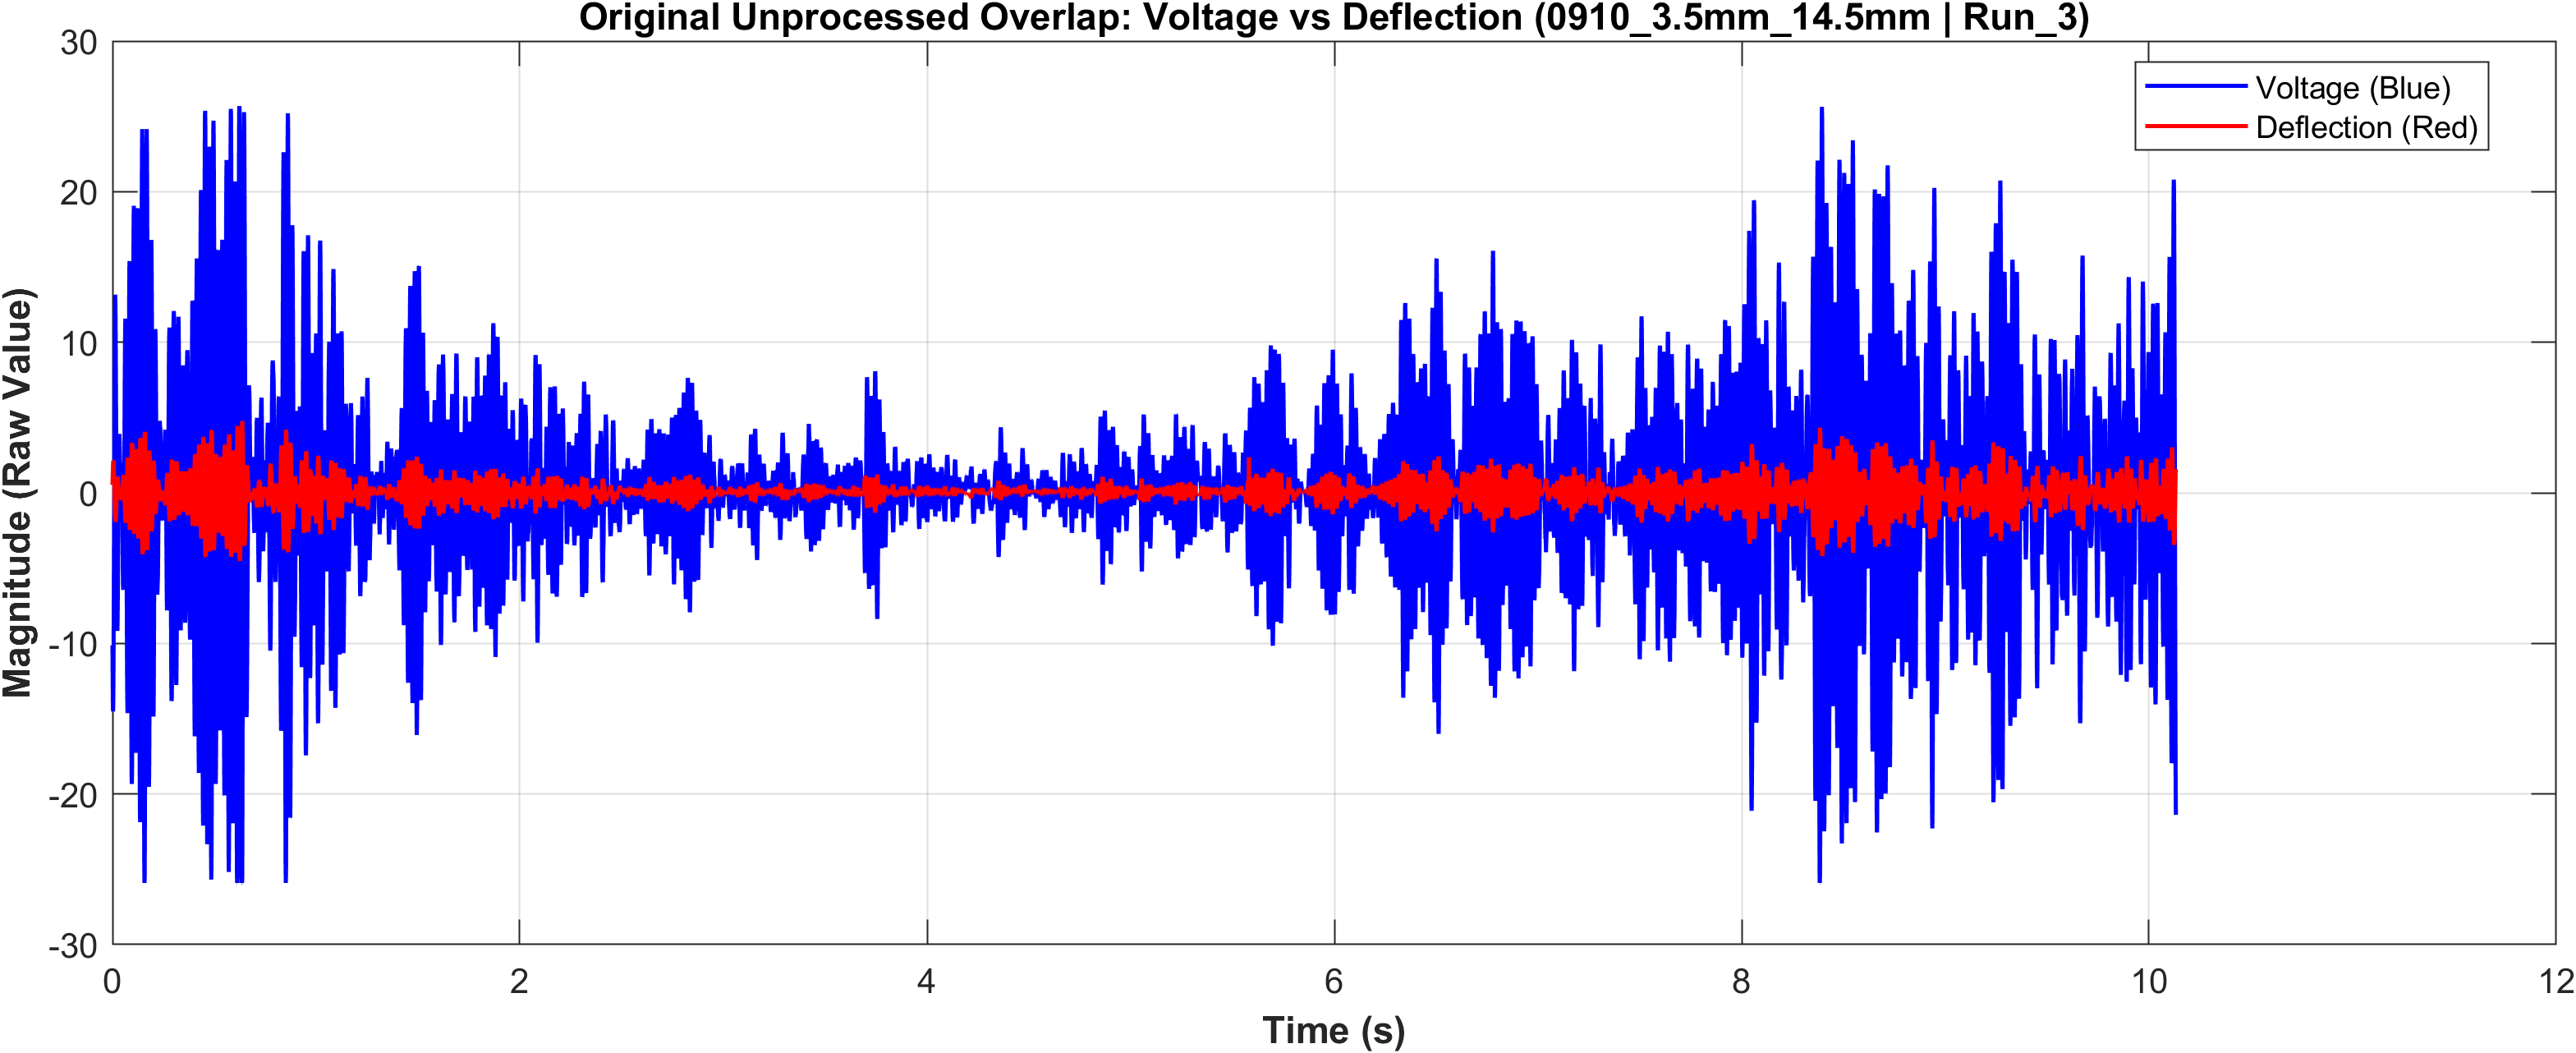 Original Unprocessed Overlap: Voltage vs Deflection (0910_3.5mm_14.5mm | Run_3)
Voltage (Blue)
Deflection (Red)
Magnitude (Raw Value)
30
20
10
0
-10
-20
-30
0 2 4 6 8 10 12
Time (s)